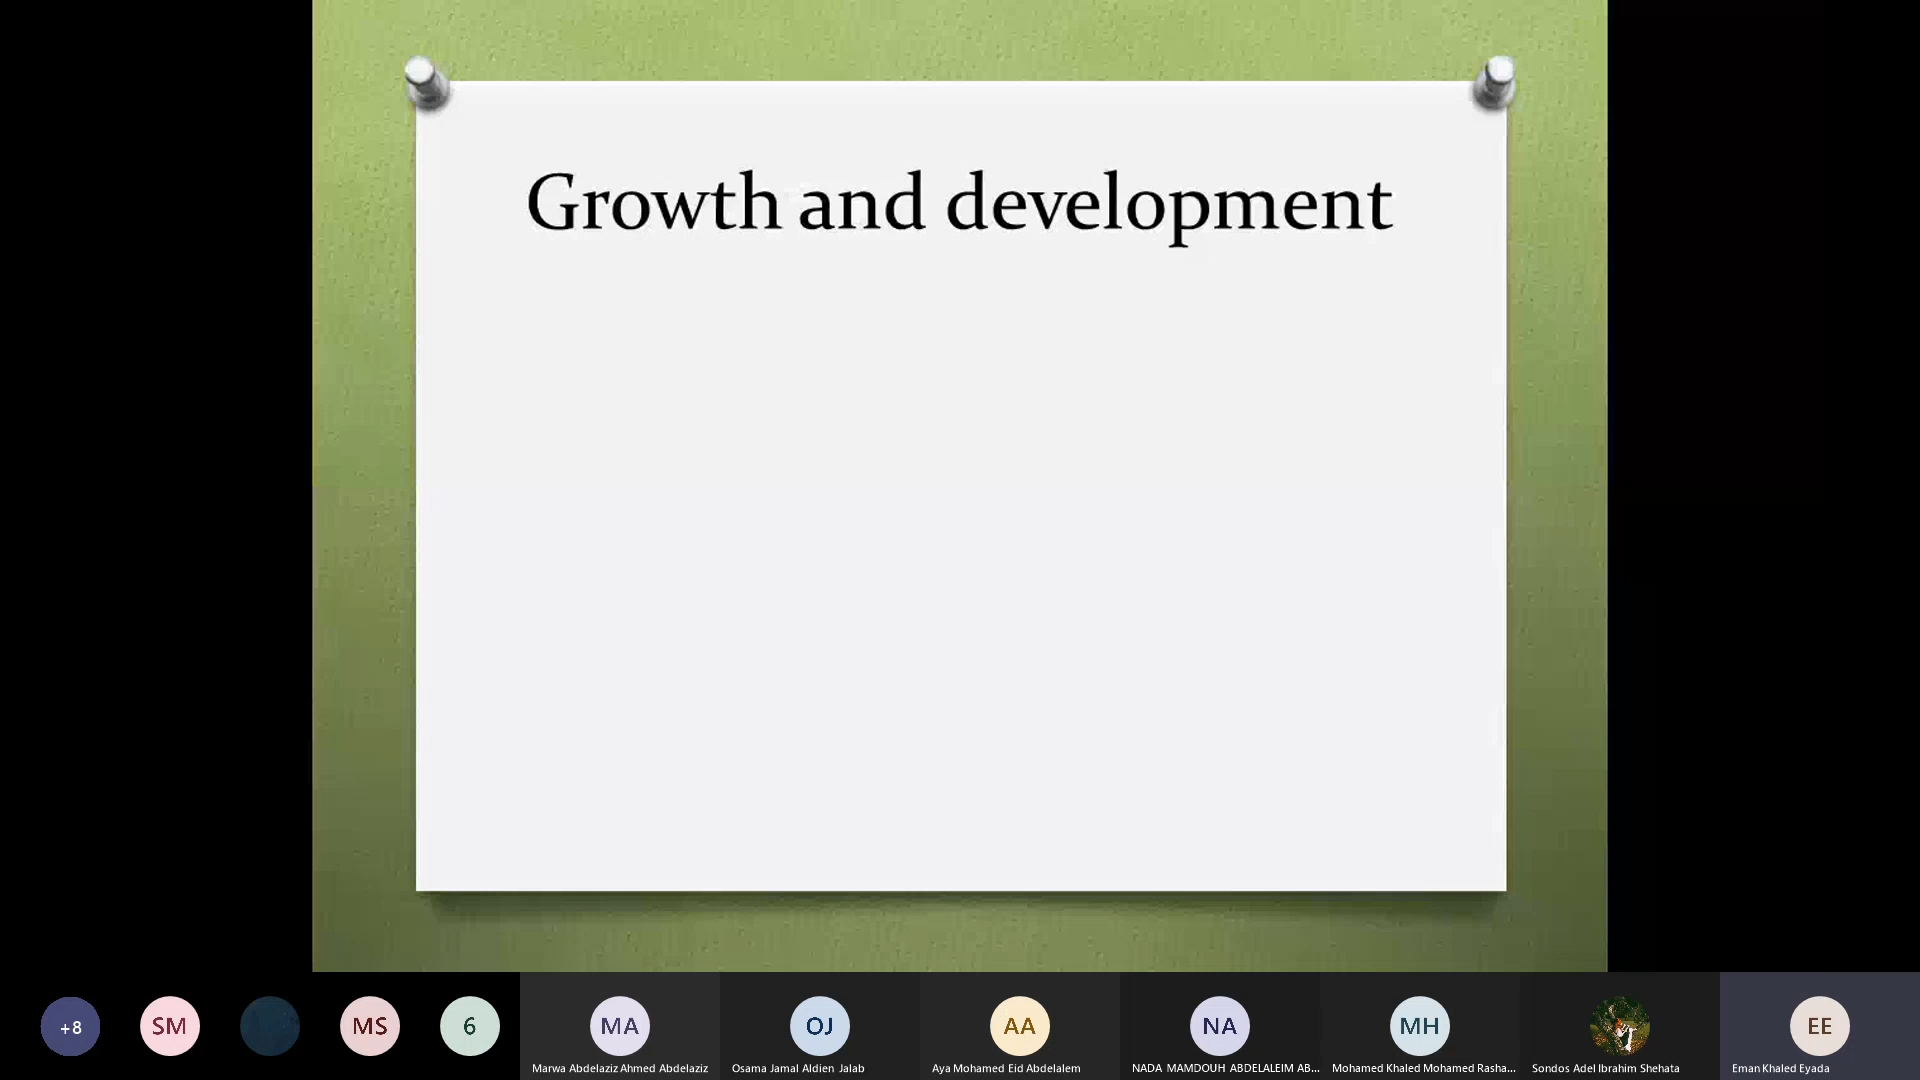 Growth and development
+8
SM
MS
6
MA
OJ
AA
NA
MH
EE
Marwa Abdelaziz Ahmed Abdelaziz
Osama Jamal Aldien Jalab
Aya Mohamed Eid Abdelalem
NADA MAMDOUH ABDELALEIM AB...
Mohamed Khaled Mohamed Rasha...
Sondos Adel Ibrahim Shehata
Eman Khaled Eyada